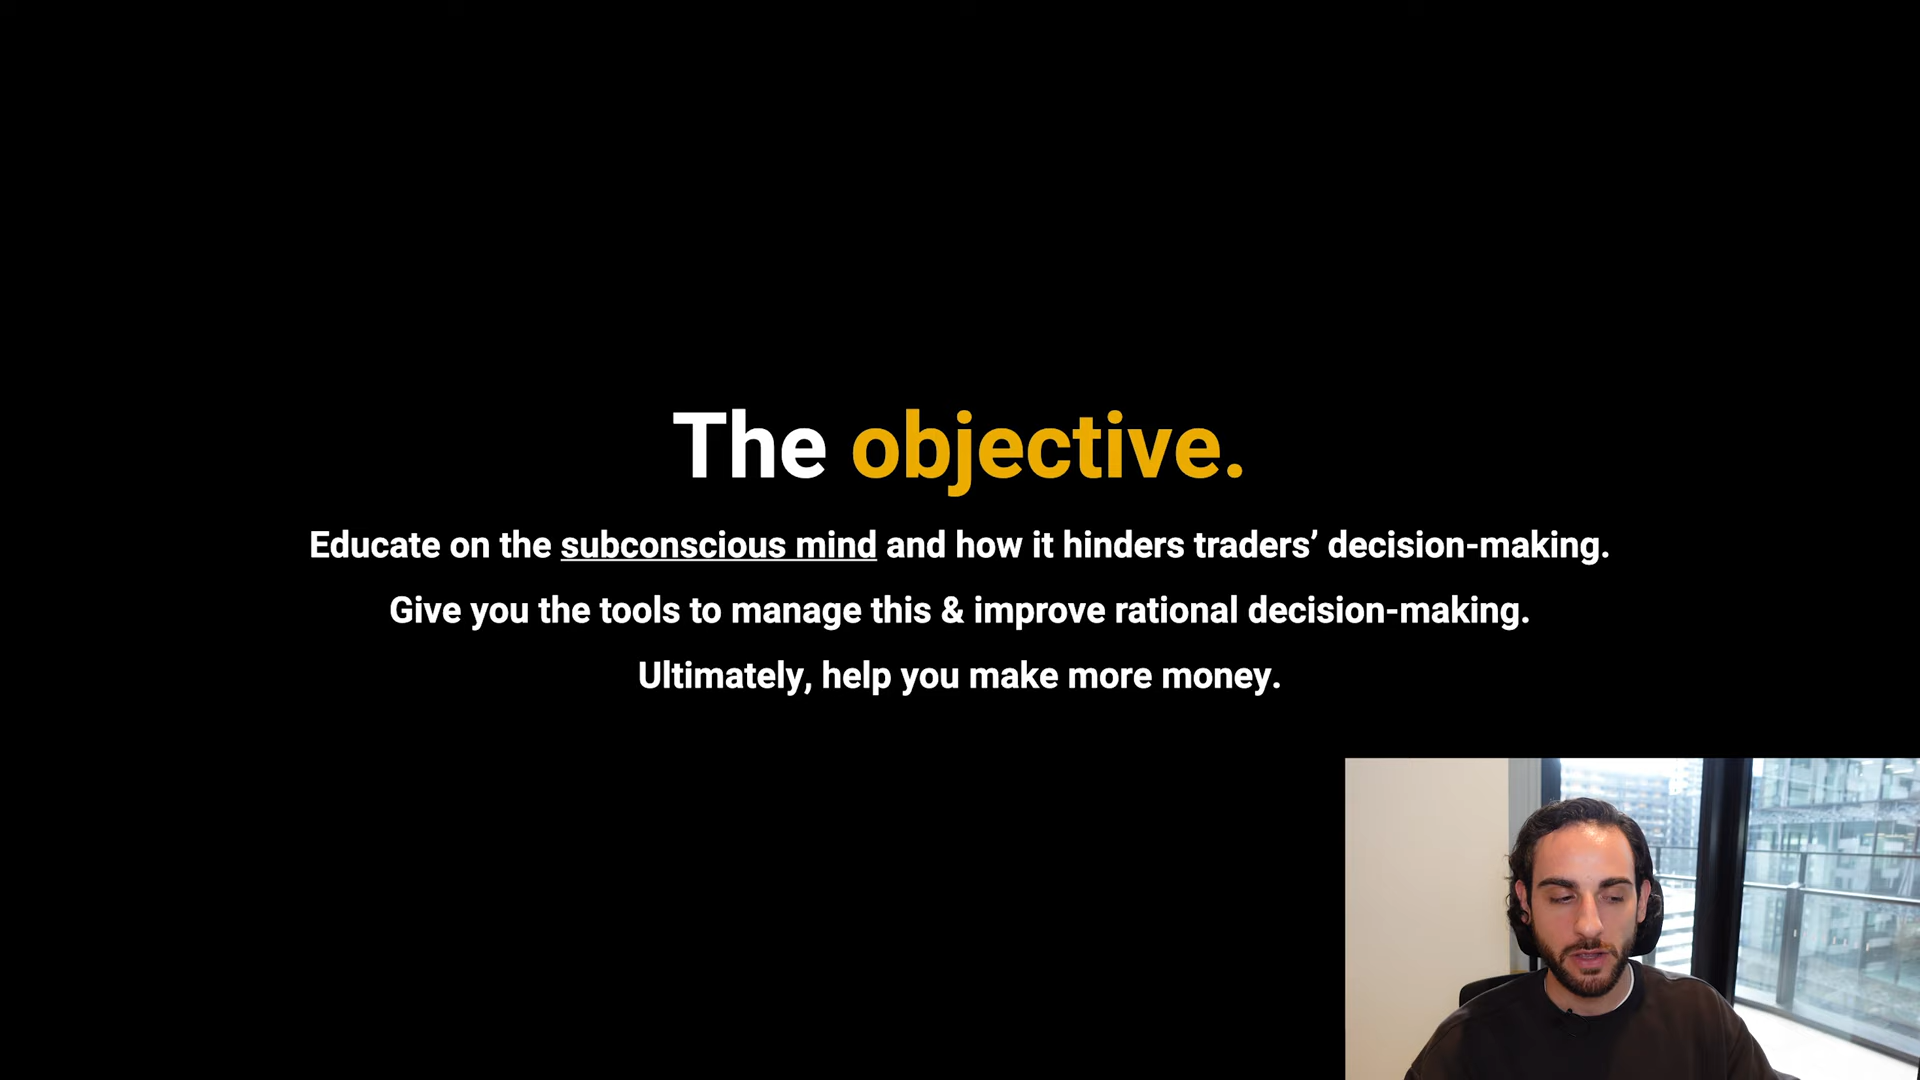 The objective.
Educate on the subconscious mind and how it hinders traders’ decision-making.
Give you the tools to manage this & improve rational decision-making.
Ultimately, help you make more money.